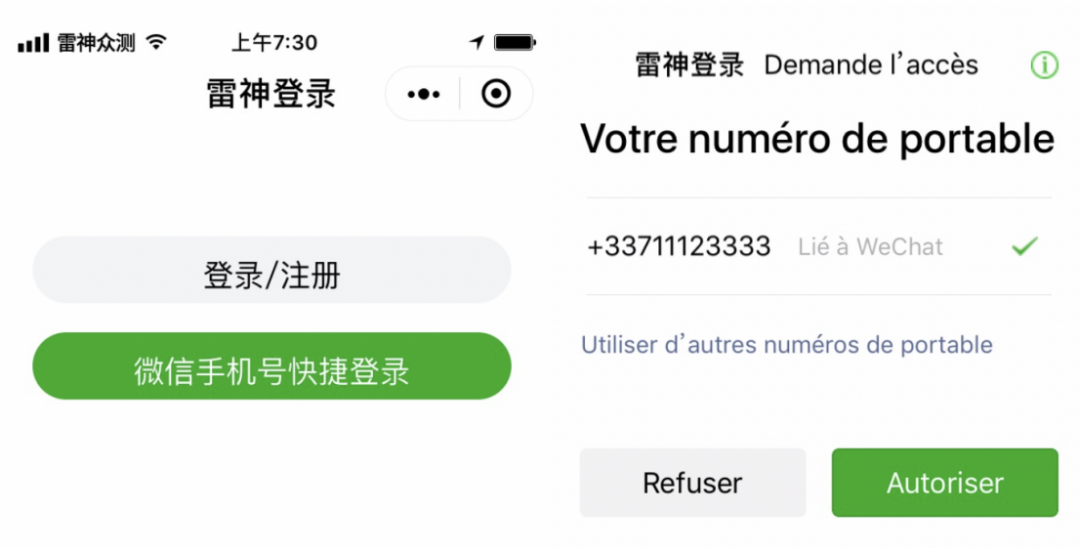 雷神众测 上午7:30
雷神登录
登录/注册
微信手机号快捷登录
雷神登录 Demande l’accès
Votre numéro de portable
+33711123333 Lié à WeChat
Utiliser d’autres numéros de portable
Refuser Autoriser